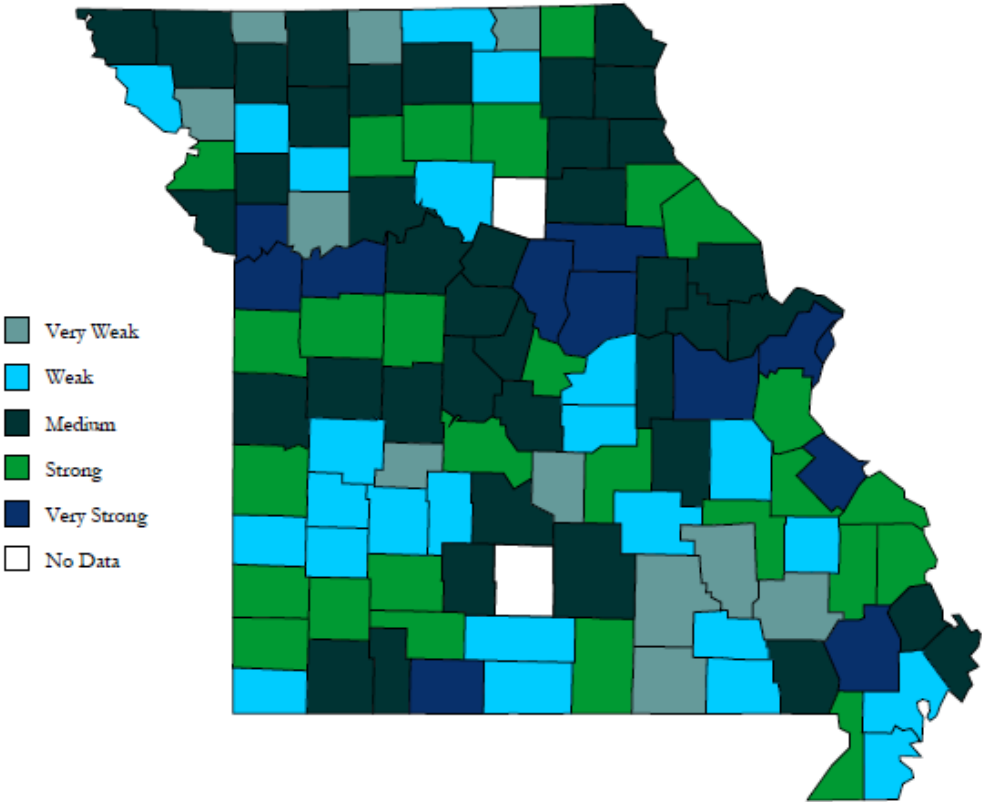 Very Weak
Weak
Medium
Strong
Very Strong
No Data